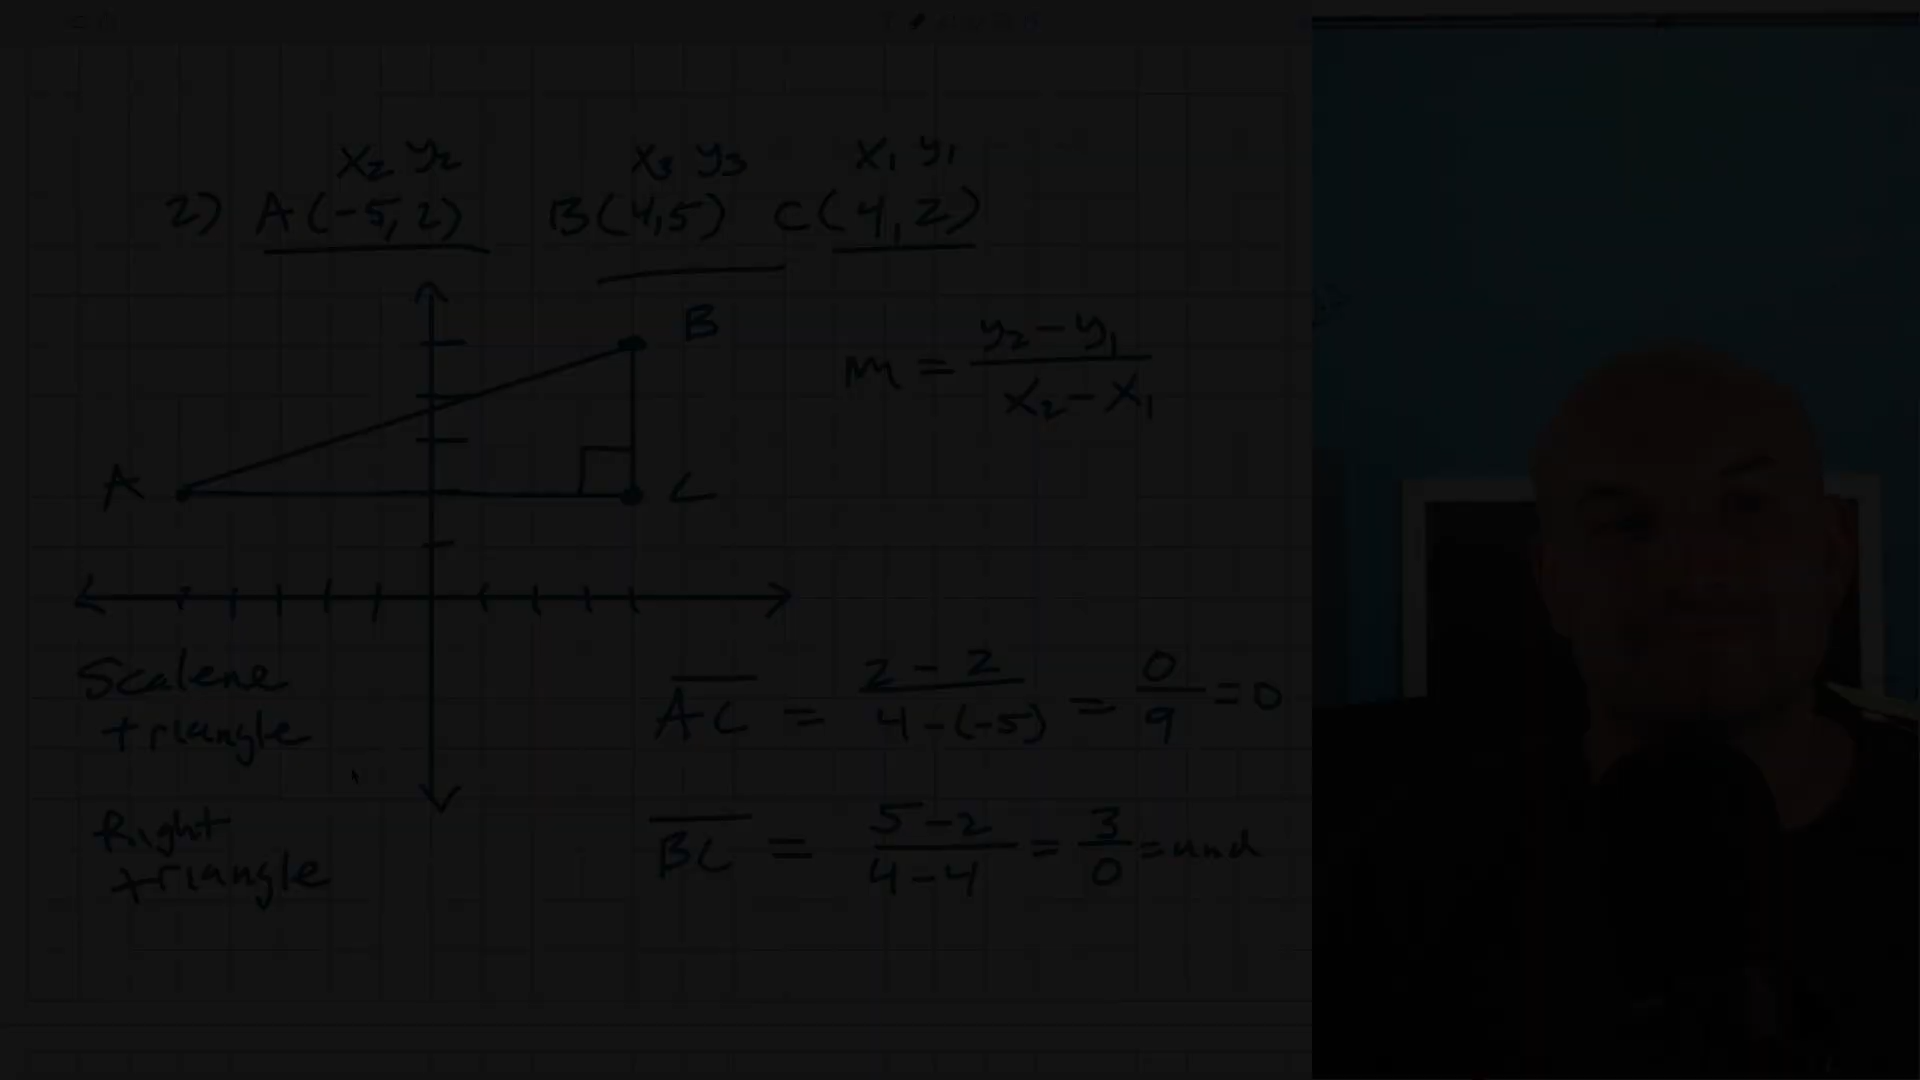 x₂ y₂ x₃ y₃ x₁ y₁
2) A(-5, 2) B(4,5) C(4, 2)
B
m = (y₂ - y₁)/(x₂ - x₁)
A C
Scalene
triangle
AC = (2 - 2)/(4 - (-5)) = 0/9 = 0
Right
triangle
BC = (5 - 2)/(4 - 4) = 3/0 = und